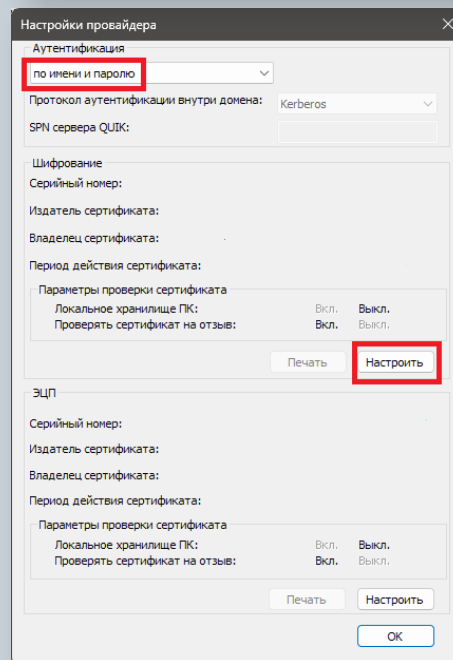 Настройки провайдера
Аутентификация
по имени и паролю
Протокол аутентификации внутри домена: Kerberos
SPN сервера QUIK:
Шифрование
Серийный номер:
Издатель сертификата:
Владелец сертификата:
Период действия сертификата:
Параметры проверки сертификата
Локальное хранилище ПК: Вкл. Выкл.
Проверять сертификат на отзыв: Вкл. Выкл.
Печать Настроить
ЭЦП
Серийный номер:
Издатель сертификата:
Владелец сертификата:
Период действия сертификата:
Параметры проверки сертификата
Локальное хранилище ПК: Вкл. Выкл.
Проверять сертификат на отзыв: Вкл. Выкл.
Печать Настроить
OK